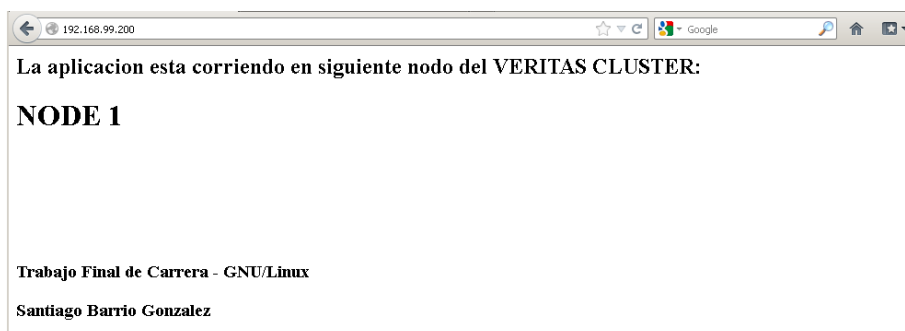 192.168.99.200
Google
La aplicacion esta corriendo en siguiente nodo del VERITAS CLUSTER:
NODE 1
Trabajo Final de Carrera - GNU/Linux
Santiago Barrio Gonzalez